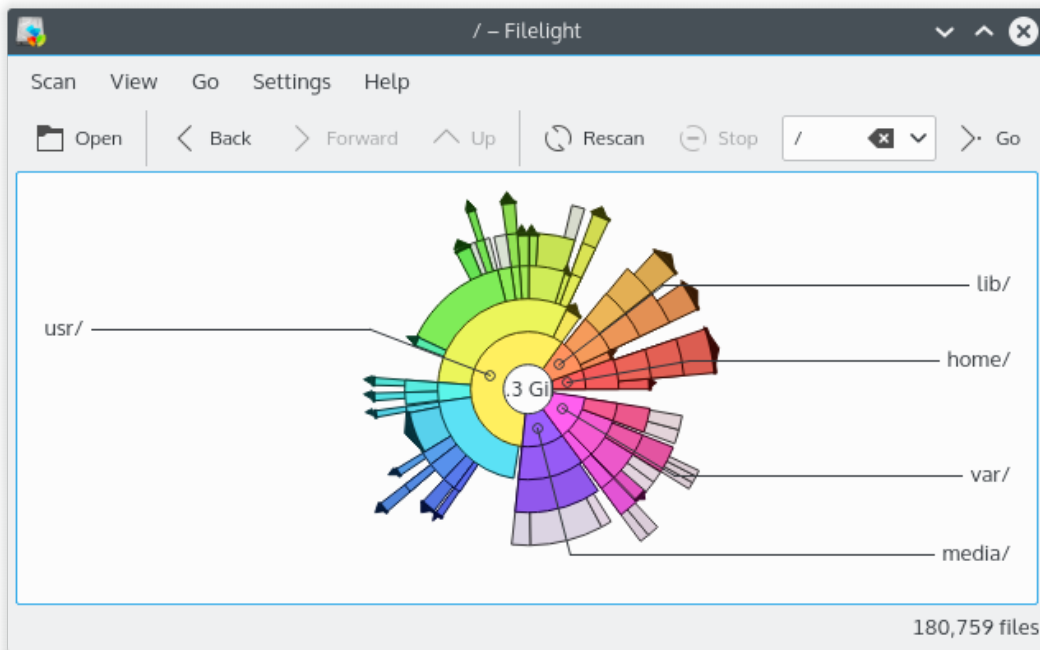 / – Filelight
Scan View Go Settings Help
Open Back Forward Up Rescan Stop / Go
lib/
usr/
home/
.3 Gi
var/
media/
180,759 files